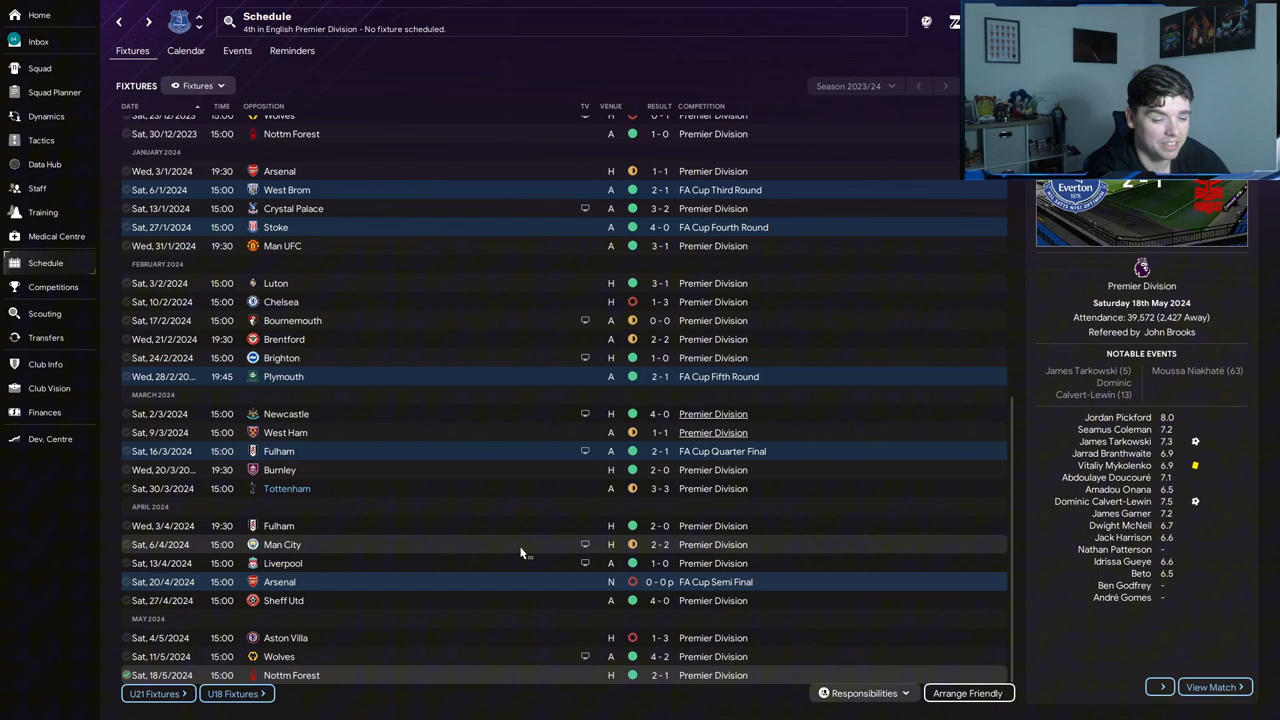 Home
Inbox
64
Squad
Squad Planner
Dynamics
Tactics
Data Hub
Staff
Training
Medical Centre
Schedule
Competitions
Scouting
Transfers
Club Info
Club Vision
Finances
Dev. Centre
Schedule
4th in English Premier Division - No fixture scheduled.
Fixtures Calendar Events Reminders
FIXTURES Fixtures Season 2023/24
DATE TIME OPPOSITION TV VENUE RESULT COMPETITION
Sat, 23/12/2023 15:00 Wolves H 0 - 1 Premier Division
Sat, 30/12/2023 15:00 Nottm Forest A 1 - 0 Premier Division
JANUARY 2024
Wed, 3/1/2024 19:30 Arsenal H 1 - 1 Premier Division
Sat, 6/1/2024 15:00 West Brom A 2 - 1 FA Cup Third Round
Sat, 13/1/2024 15:00 Crystal Palace A 3 - 2 Premier Division
Sat, 27/1/2024 15:00 Stoke A 4 - 0 FA Cup Fourth Round
Wed, 31/1/2024 19:30 Man UFC A 3 - 1 Premier Division
FEBRUARY 2024
Sat, 3/2/2024 15:00 Luton H 3 - 1 Premier Division
Sat, 10/2/2024 15:00 Chelsea H 1 - 3 Premier Division
Sat, 17/2/2024 15:00 Bournemouth A 0 - 0 Premier Division
Wed, 21/2/2024 19:30 Brentford A 2 - 2 Premier Division
Sat, 24/2/2024 15:00 Brighton H 1 - 0 Premier Division
Wed, 28/2/20... 19:45 Plymouth A 2 - 1 FA Cup Fifth Round
MARCH 2024
Sat, 2/3/2024 15:00 Newcastle H 4 - 0 Premier Division
Sat, 9/3/2024 15:00 West Ham A 1 - 1 Premier Division
Sat, 16/3/2024 15:00 Fulham A 2 - 1 FA Cup Quarter Final
Wed, 20/3/20... 19:30 Burnley H 2 - 0 Premier Division
Sat, 30/3/2024 15:00 Tottenham A 3 - 3 Premier Division
APRIL 2024
Wed, 3/4/2024 19:30 Fulham H 2 - 0 Premier Division
Sat, 6/4/2024 15:00 Man City H 2 - 2 Premier Division
Sat, 13/4/2024 15:00 Liverpool A 1 - 0 Premier Division
Sat, 20/4/2024 15:00 Arsenal N 0 - 0 p FA Cup Semi Final
Sat, 27/4/2024 15:00 Sheff Utd A 4 - 0 Premier Division
MAY 2024
Sat, 4/5/2024 15:00 Aston Villa H 1 - 3 Premier Division
Sat, 11/5/2024 15:00 Wolves A 4 - 2 Premier Division
Sat, 18/5/2024 15:00 Nottm Forest H 2 - 1 Premier Division
U21 Fixtures U18 Fixtures Responsibilities Arrange Friendly
Everton
2 - 1
Premier Division
Saturday 18th May 2024
Attendance: 39,572 (2,427 Away)
Refereed by John Brooks
NOTABLE EVENTS
James Tarkowski (5) Moussa Niakhaté (63)
Dominic
Calvert-Lewin (13)
Jordan Pickford 8.0
Seamus Coleman 7.2
James Tarkowski 7.3
Jarrad Branthwaite 6.9
Vitaliy Mykolenko 6.9
Abdoulaye Doucouré 7.1
Amadou Onana 6.5
Dominic Calvert-Lewin 7.5
James Garner 7.2
Dwight McNeil 6.7
Jack Harrison 6.6
Nathan Patterson -
Idrissa Gueye 6.6
Beto 6.5
Ben Godfrey -
André Gomes -
View Match